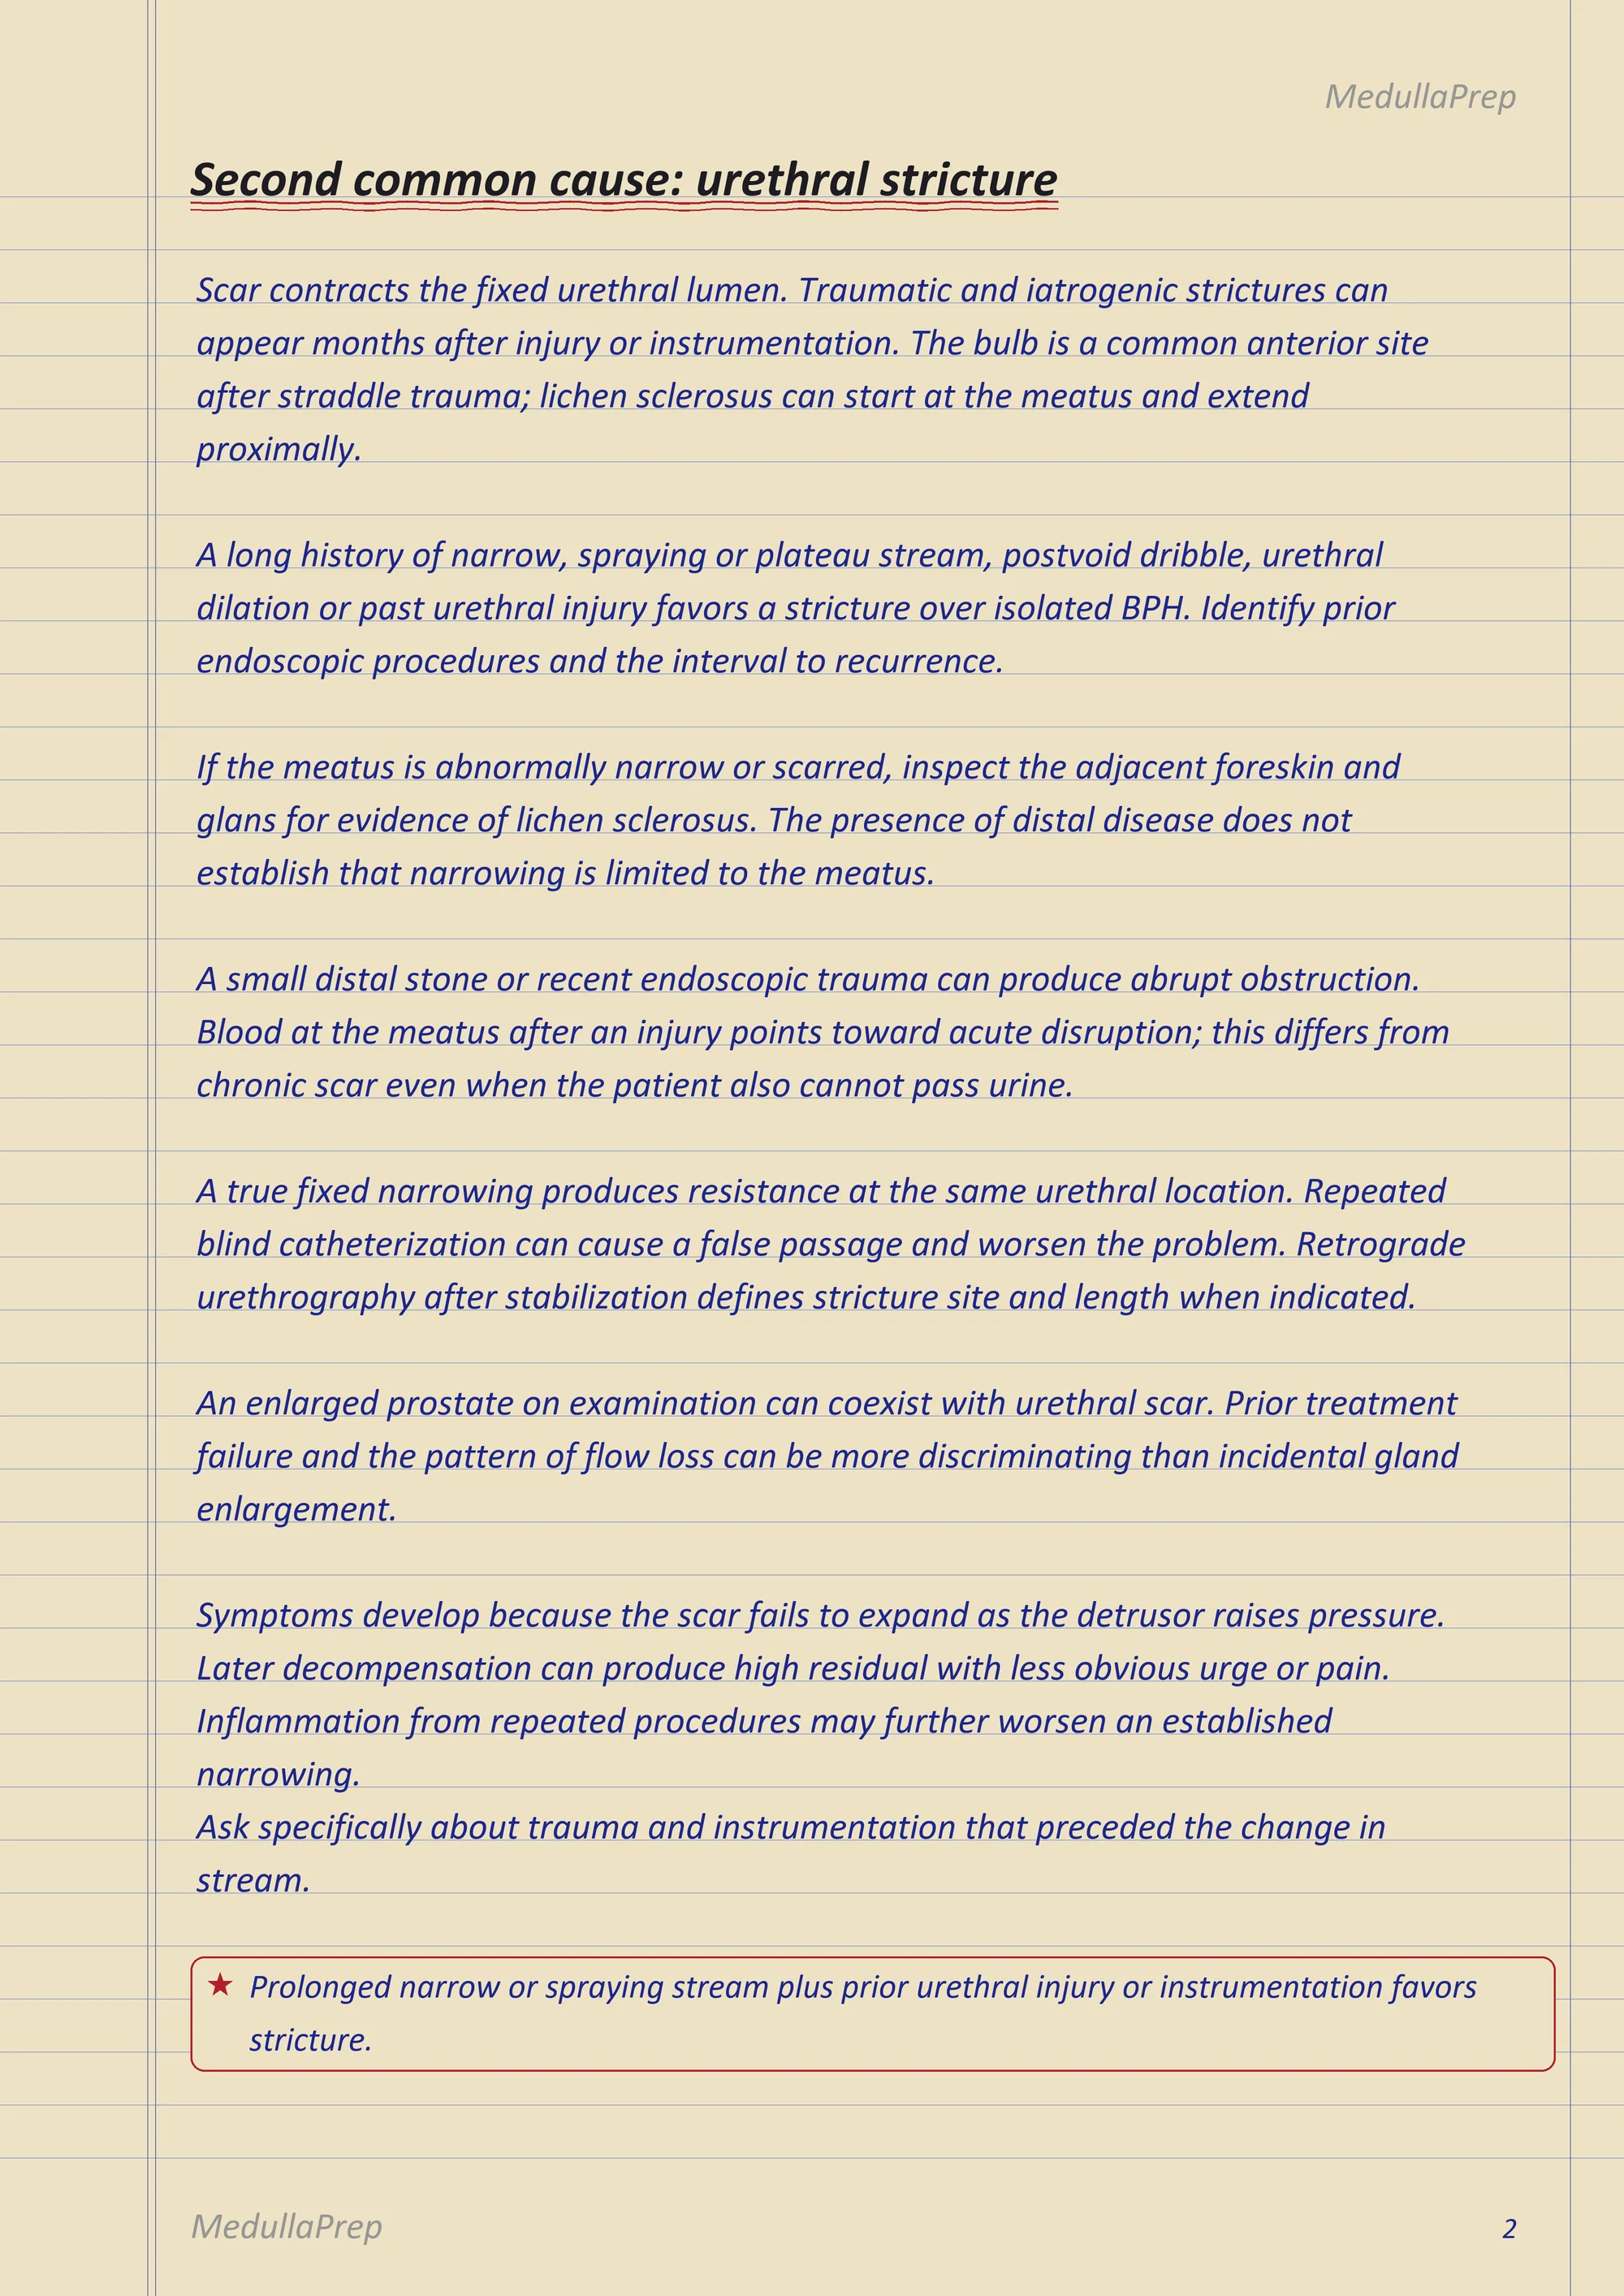 MedullaPrep
Second common cause: urethral stricture
Scar contracts the fixed urethral lumen. Traumatic and iatrogenic strictures can
appear months after injury or instrumentation. The bulb is a common anterior site
after straddle trauma; lichen sclerosus can start at the meatus and extend
proximally.
A long history of narrow, spraying or plateau stream, postvoid dribble, urethral
dilation or past urethral injury favors a stricture over isolated BPH. Identify prior
endoscopic procedures and the interval to recurrence.
If the meatus is abnormally narrow or scarred, inspect the adjacent foreskin and
glans for evidence of lichen sclerosus. The presence of distal disease does not
establish that narrowing is limited to the meatus.
A small distal stone or recent endoscopic trauma can produce abrupt obstruction.
Blood at the meatus after an injury points toward acute disruption; this differs from
chronic scar even when the patient also cannot pass urine.
A true fixed narrowing produces resistance at the same urethral location. Repeated
blind catheterization can cause a false passage and worsen the problem. Retrograde
urethrography after stabilization defines stricture site and length when indicated.
An enlarged prostate on examination can coexist with urethral scar. Prior treatment
failure and the pattern of flow loss can be more discriminating than incidental gland
enlargement.
Symptoms develop because the scar fails to expand as the detrusor raises pressure.
Later decompensation can produce high residual with less obvious urge or pain.
Inflammation from repeated procedures may further worsen an established
narrowing.
Ask specifically about trauma and instrumentation that preceded the change in
stream.
★ Prolonged narrow or spraying stream plus prior urethral injury or instrumentation favors
stricture.
MedullaPrep
2